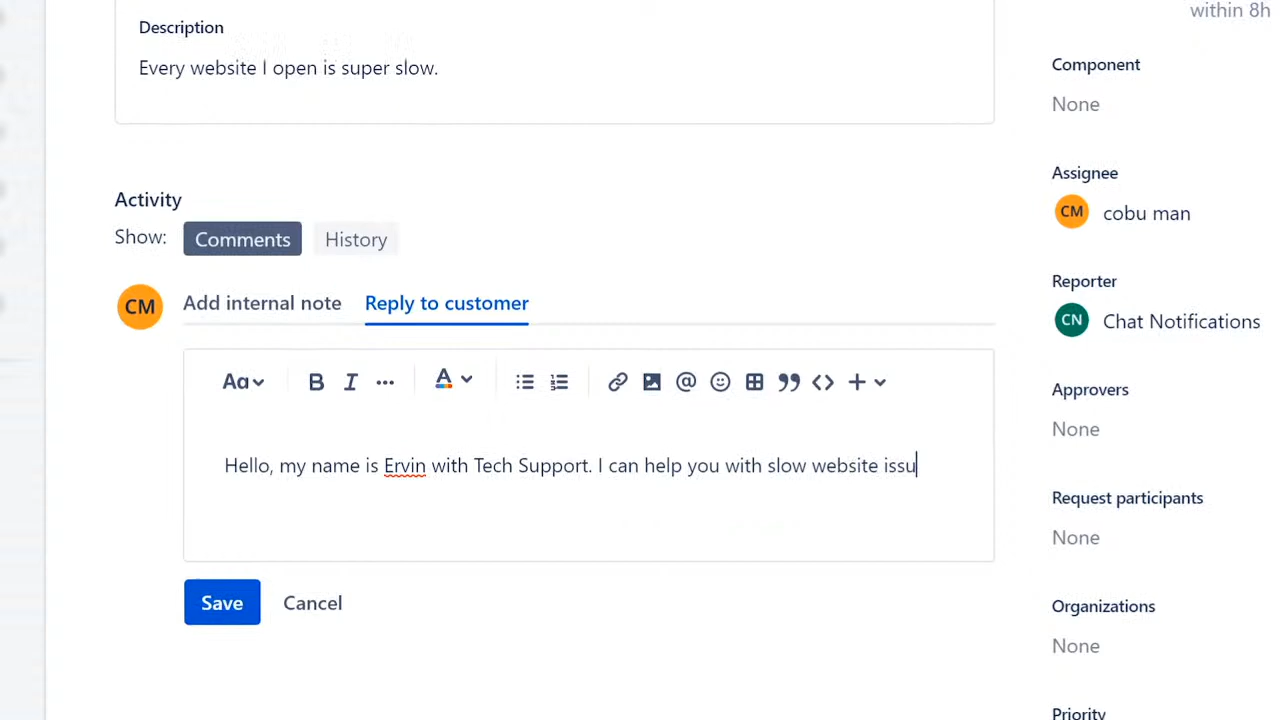 within 8h
Description
Every website I open is super slow.
Component
None
Assignee
CM cobu man
Activity
Show: Comments History
Reporter
CN Chat Notifications
CM Add internal note Reply to customer
Aa B I A @
Approvers
None
Hello, my name is Ervin with Tech Support. I can help you with slow website issu
Request participants
None
Save Cancel
Organizations
None
Priority